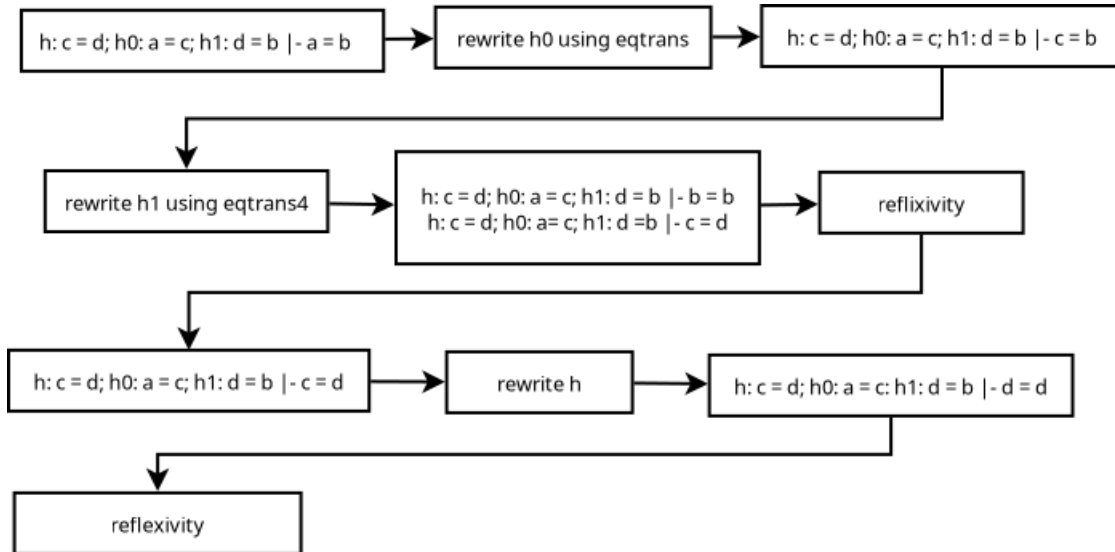 h: c = d; h0: a = c; h1: d = b |- a = b
rewrite h0 using eqtrans
h: c = d; h0: a = c; h1: d = b |- c = b
rewrite h1 using eqtrans4
h: c = d; h0: a = c; h1: d = b |- b = b
h: c = d; h0: a= c; h1: d =b |- c = d
reflixivity
h: c = d; h0: a = c; h1: d = b |- c = d
rewrite h
h: c = d; h0: a = c: h1: d = b |- d = d
reflexivity